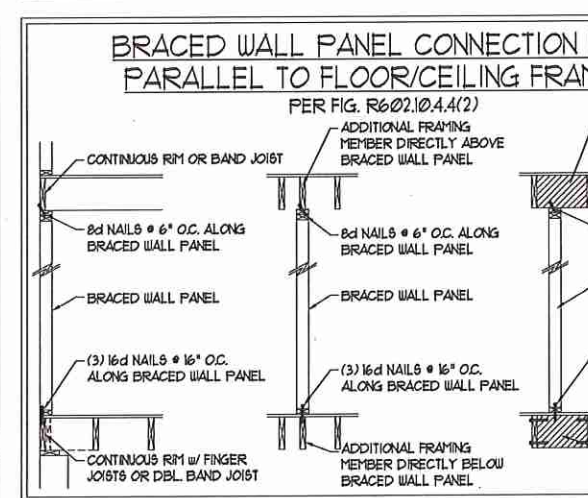 BRACED WALL PANEL CONNECTION
PARALLEL TO FLOOR/CEILING
PER FIG. R602.10.4.4(2)
CONTINUOUS RIM OR BAND JOIST
8d NAILS @ 6" O.C. ALONG
BRACED WALL PANEL
BRACED WALL PANEL
(3) 16d NAILS @ 16" O.C.
ALONG BRACED WALL PANEL
CONTINUOUS RIM w/ FINGER
JOISTS OR DBL. BAND JOIST
ADDITIONAL FRAMING
MEMBER DIRECTLY ABOVE
BRACED WALL PANEL
8d NAILS @ 6" O.C. ALONG
BRACED WALL PANEL
BRACED WALL PANEL
(3) 16d NAILS @ 16" O.C.
ALONG BRACED WALL PANEL
ADDITIONAL FRAMING
MEMBER DIRECTLY BELOW
BRACED WALL PANEL